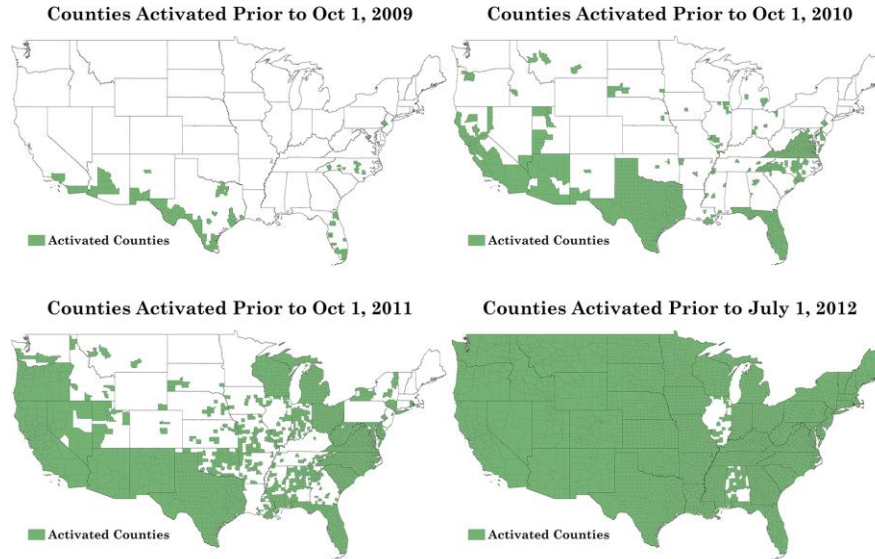 Counties Activated Prior to Oct 1, 2009
Counties Activated Prior to Oct 1, 2010
Activated Counties
Activated Counties
Counties Activated Prior to Oct 1, 2011
Counties Activated Prior to July 1, 2012
Activated Counties
Activated Counties